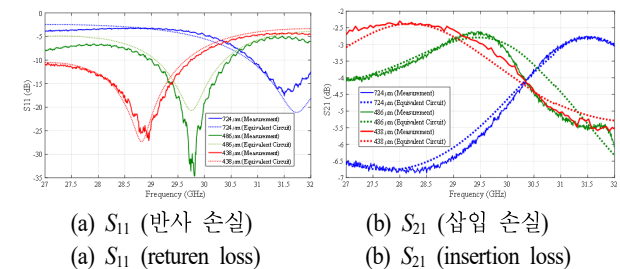 5
0
-5
-10
-15
-20
-25
-30
-35
S11 (dB)
27 27.5 28 28.5 29 29.5 30 30.5 31 31.5 32
Frequency (GHz)
724 μm (Measurement)
724 μm (Equivalent Circuit)
486 μm (Measurement)
486 μm (Equivalent Circuit)
438 μm (Measurement)
438 μm (Equivalent Circuit)
-2
-2.5
-3
-3.5
-4
-4.5
-5
-5.5
-6
-6.5
-7
S21 (dB)
27 27.5 28 28.5 29 29.5 30 30.5 31 31.5 32
Frequency (GHz)
724 μm (Measurement)
724 μm (Equivalent Circuit)
486 μm (Measurement)
486 μm (Equivalent Circuit)
438 μm (Measurement)
438 μm (Equivalent Circuit)
(a) S11 (반사 손실)
(a) S11 (returen loss)
(b) S21 (삽입 손실)
(b) S21 (insertion loss)